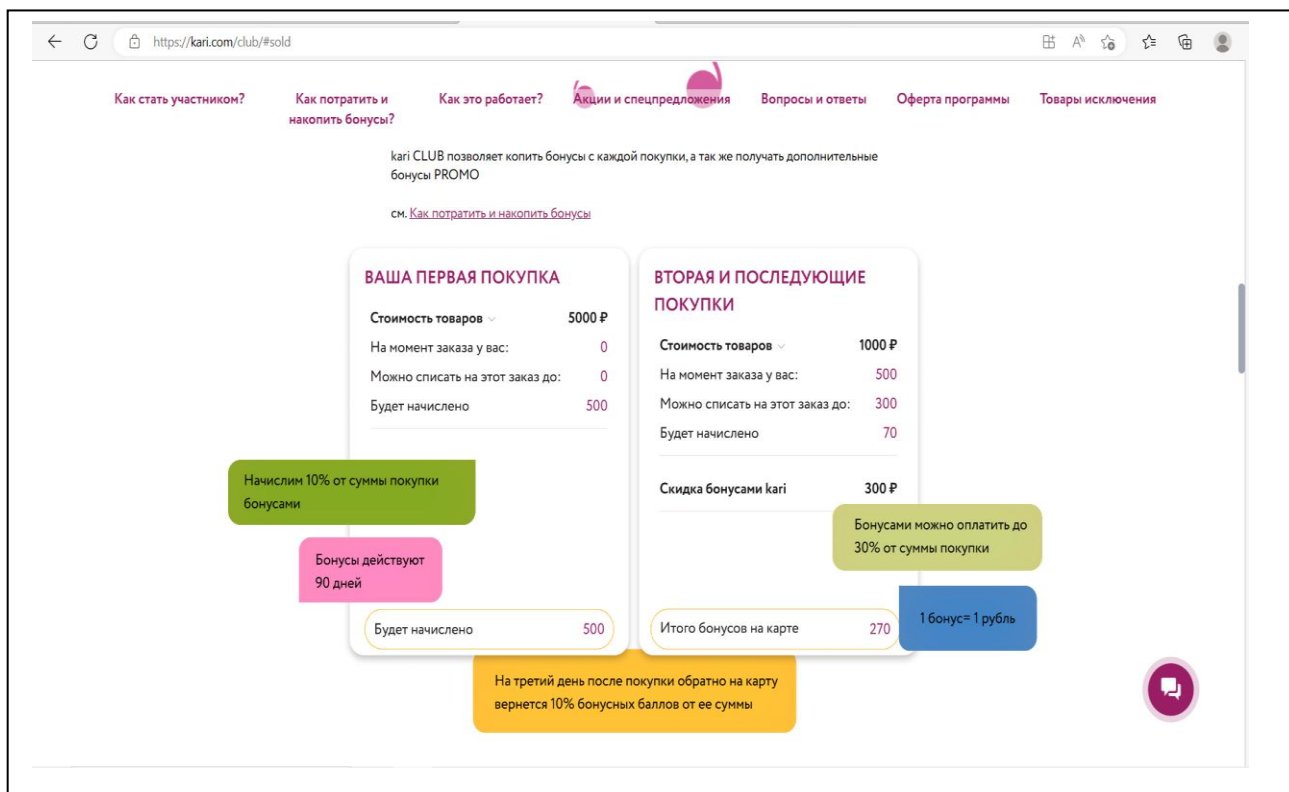 https://kari.com/club/#sold
Как стать участником?
Как потратить и
накопить бонусы?
Как это работает?
Акции и спецпредложения
Вопросы и ответы
Оферта программы
Товары исключения
kari CLUB позволяет копить бонусы с каждой покупки, а так же получать дополнительные
бонусы PROMO
см. Как потратить и накопить бонусы
ВАША ПЕРВАЯ ПОКУПКА
Стоимость товаров 5000 ₽
На момент заказа у вас: 0
Можно списать на этот заказ до: 0
Будет начислено 500
Начислим 10% от суммы покупки
бонусами
Бонусы действуют
90 дней
Будет начислено 500
ВТОРАЯ И ПОСЛЕДУЮЩИЕ
ПОКУПКИ
Стоимость товаров 1000 ₽
На момент заказа у вас: 500
Можно списать на этот заказ до: 300
Будет начислено 70
Скидка бонусами kari 300 ₽
Бонусами можно оплатить до
30% от суммы покупки
1 бонус= 1 рубль
Итого бонусов на карте 270
На третий день после покупки обратно на карту
вернется 10% бонусных баллов от ее суммы